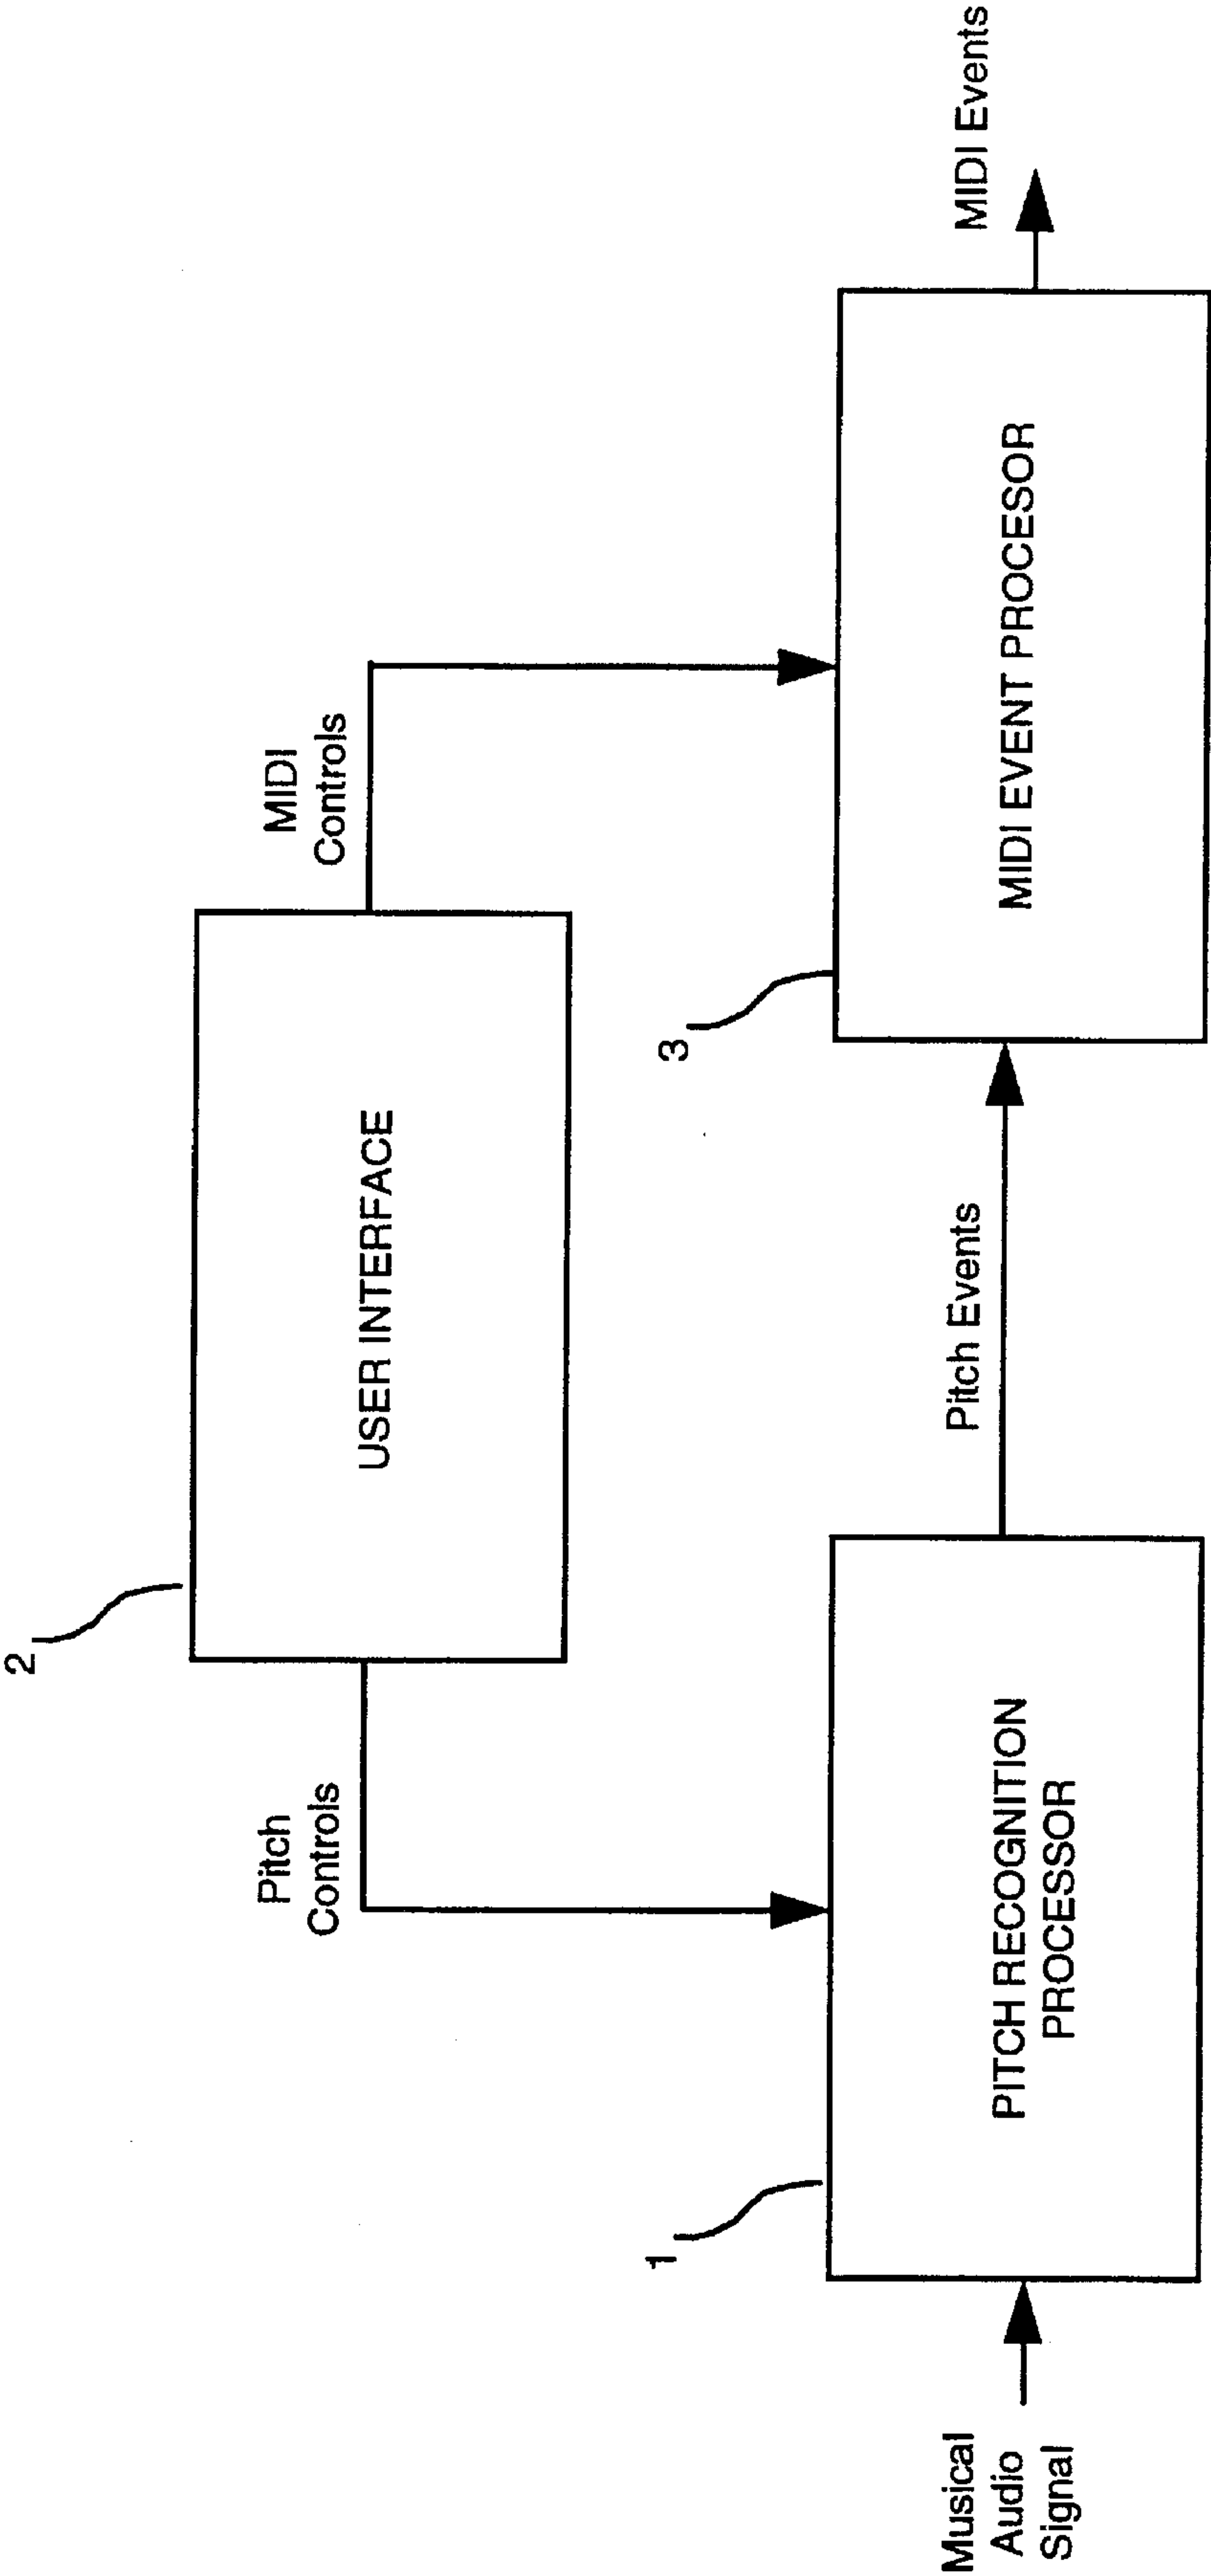 2
USER INTERFACE
Pitch
Controls
MIDI
Controls
1
3
Musical
Audio
Signal
PITCH RECOGNITION
PROCESSOR
Pitch Events
MIDI EVENT PROCESOR
MIDI Events